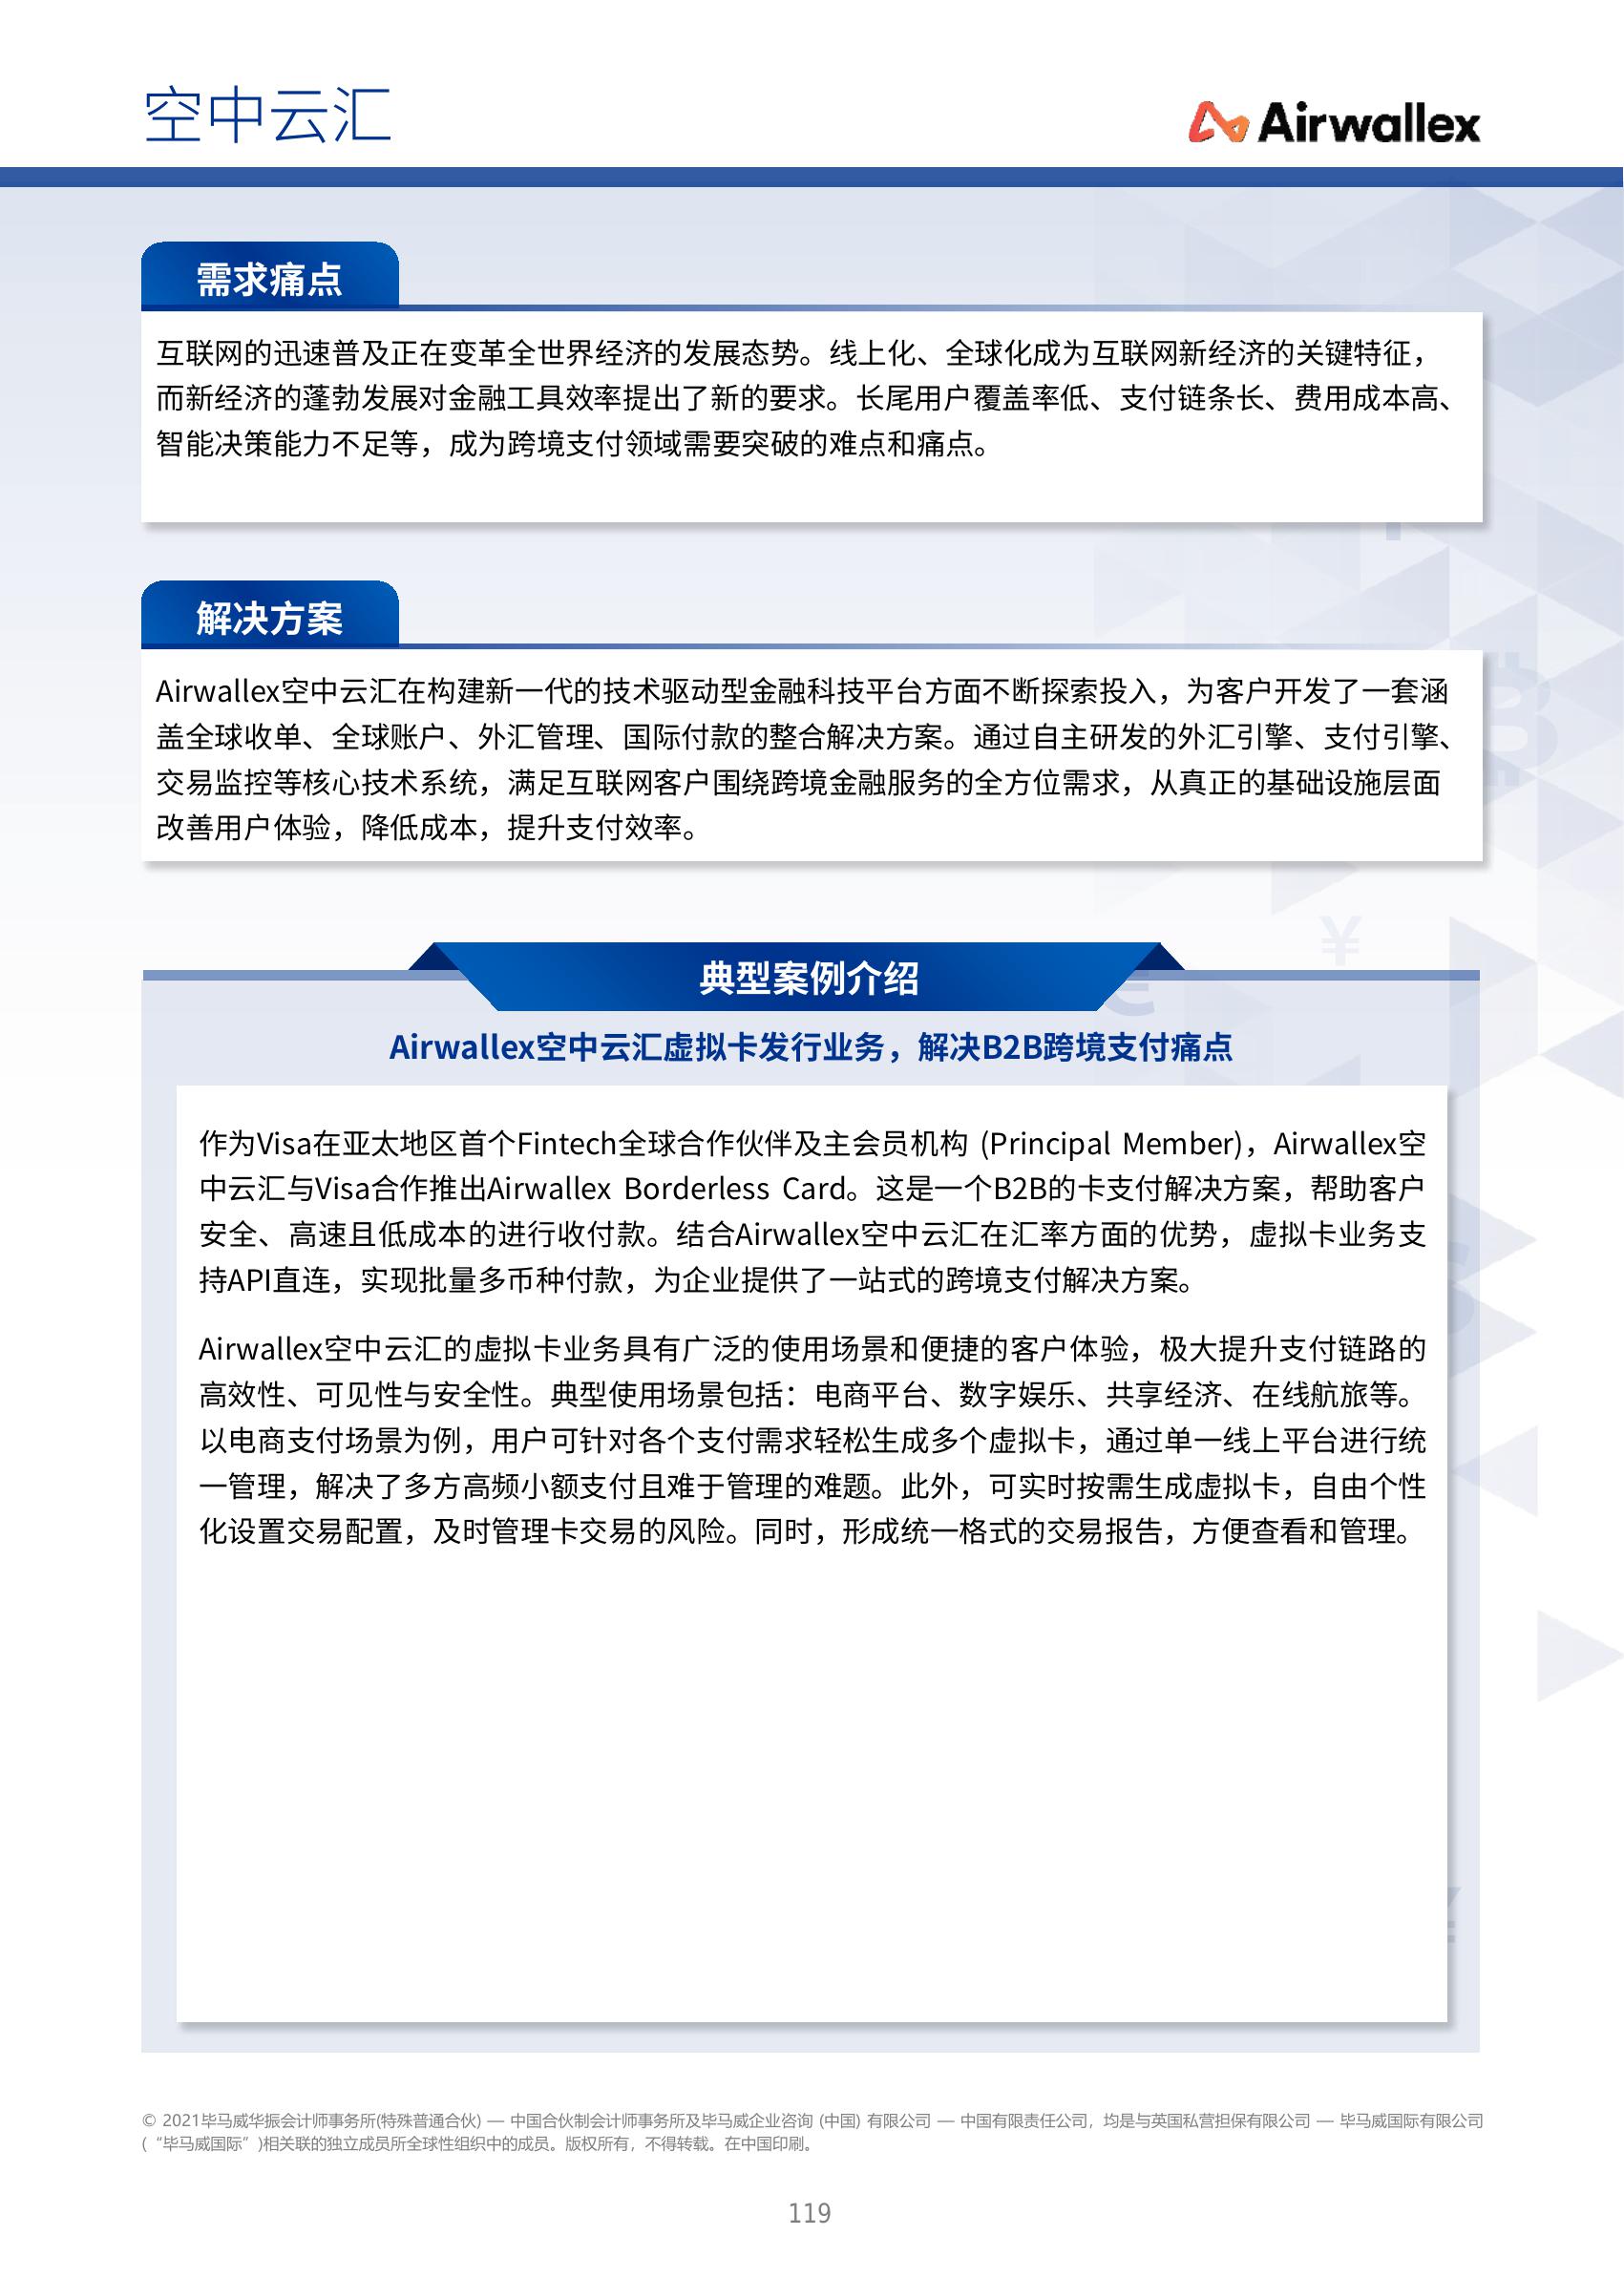 空中云汇
Airwallex
需求痛点
互联网的迅速普及正在变革全世界经济的发展态势。线上化、全球化成为互联网新经济的关键特征，
而新经济的蓬勃发展对金融工具效率提出了新的要求。长尾用户覆盖率低、支付链条长、费用成本高、
智能决策能力不足等，成为跨境支付领域需要突破的难点和痛点。
解决方案
Airwallex空中云汇在构建新一代的技术驱动型金融科技平台方面不断探索投入，为客户开发了一套涵
盖全球收单、全球账户、外汇管理、国际付款的整合解决方案。通过自主研发的外汇引擎、支付引擎、
交易监控等核心技术系统，满足互联网客户围绕跨境金融服务的全方位需求，从真正的基础设施层面
改善用户体验，降低成本，提升支付效率。
典型案例介绍
Airwallex空中云汇虚拟卡发行业务，解决B2B跨境支付痛点
作为Visa在亚太地区首个Fintech全球合作伙伴及主会员机构 (Principal Member)，Airwallex空
中云汇与Visa合作推出Airwallex Borderless Card。这是一个B2B的卡支付解决方案，帮助客户
安全、高速且低成本的进行收付款。结合Airwallex空中云汇在汇率方面的优势，虚拟卡业务支
持API直连，实现批量多币种付款，为企业提供了一站式的跨境支付解决方案。
Airwallex空中云汇的虚拟卡业务具有广泛的使用场景和便捷的客户体验，极大提升支付链路的
高效性、可见性与安全性。典型使用场景包括：电商平台、数字娱乐、共享经济、在线航旅等。
以电商支付场景为例，用户可针对各个支付需求轻松生成多个虚拟卡，通过单一线上平台进行统
一管理，解决了多方高频小额支付且难于管理的难题。此外，可实时按需生成虚拟卡，自由个性
化设置交易配置，及时管理卡交易的风险。同时，形成统一格式的交易报告，方便查看和管理。
© 2021毕马威华振会计师事务所(特殊普通合伙) — 中国合伙制会计师事务所及毕马威企业咨询 (中国) 有限公司 — 中国有限责任公司，均是与英国私营担保有限公司 — 毕马威国际有限公司
(“毕马威国际”)相关联的独立成员所全球性组织中的成员。版权所有，不得转载。在中国印刷。
119